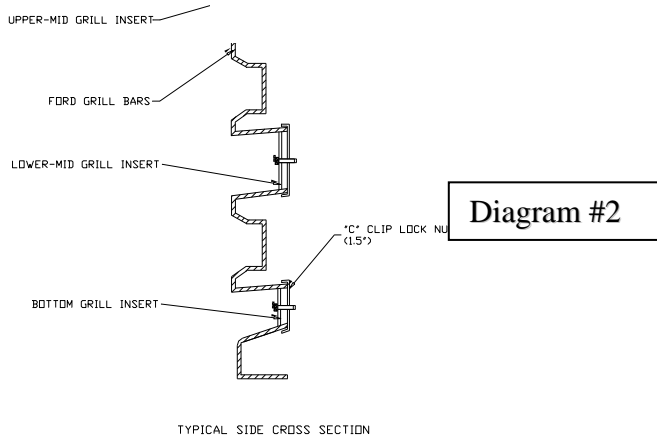 UPPER-MID GRILL INSERT
FORD GRILL BARS
LOWER-MID GRILL INSERT
Diagram #2
"C" CLIP LOCK
(1.5")
BOTTOM GRILL INSERT
TYPICAL SIDE CROSS SECTION